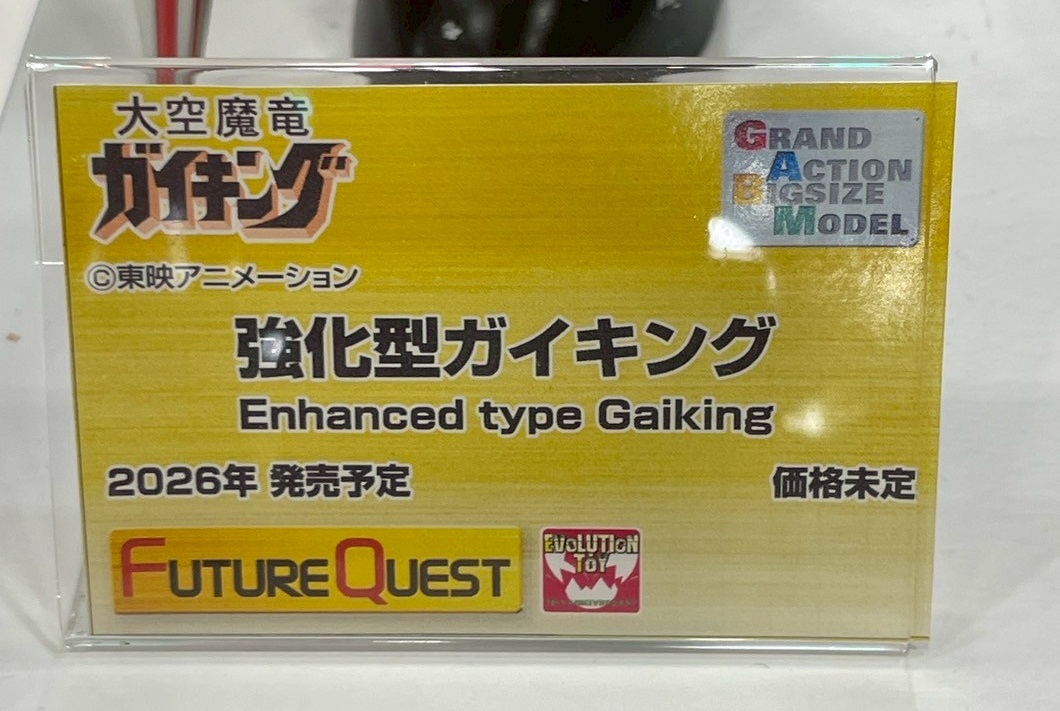 大空魔竜
ガイキング
©東映アニメーション
GRAND
ACTION
BIGSIZE
MODEL
強化型ガイキング
Enhanced type Gaiking
2026年 発売予定
価格未定
FUTURE QUEST
EVOLUTION
TOY